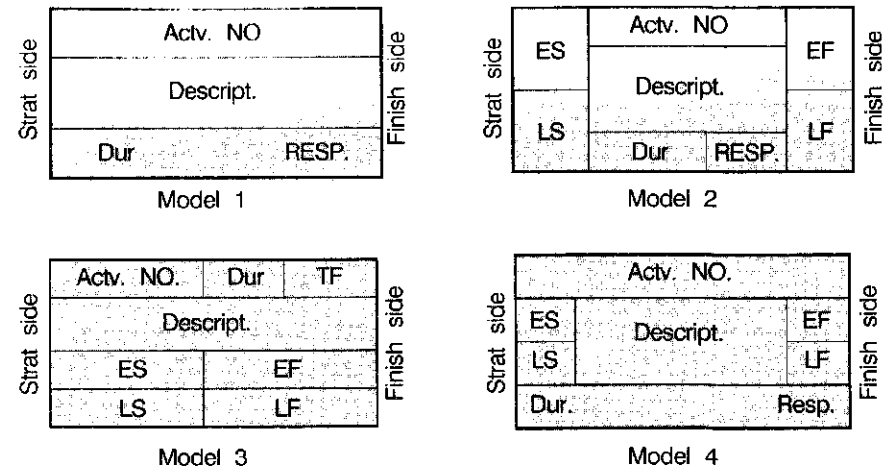 Strat side
Actv. NO
Descript.
Dur RESP.
Finish side
Model 1
Strat side
ES
LS
Actv. NO
Descript.
Dur RESP.
EF
LF
Finish side
Model 2
Strat side
Actv. NO. Dur TF
Descript.
ES EF
LS LF
Finish side
Model 3
Strat side
Actv. NO.
ES Descript. EF
LS LF
Dur. Resp.
Finish side
Model 4